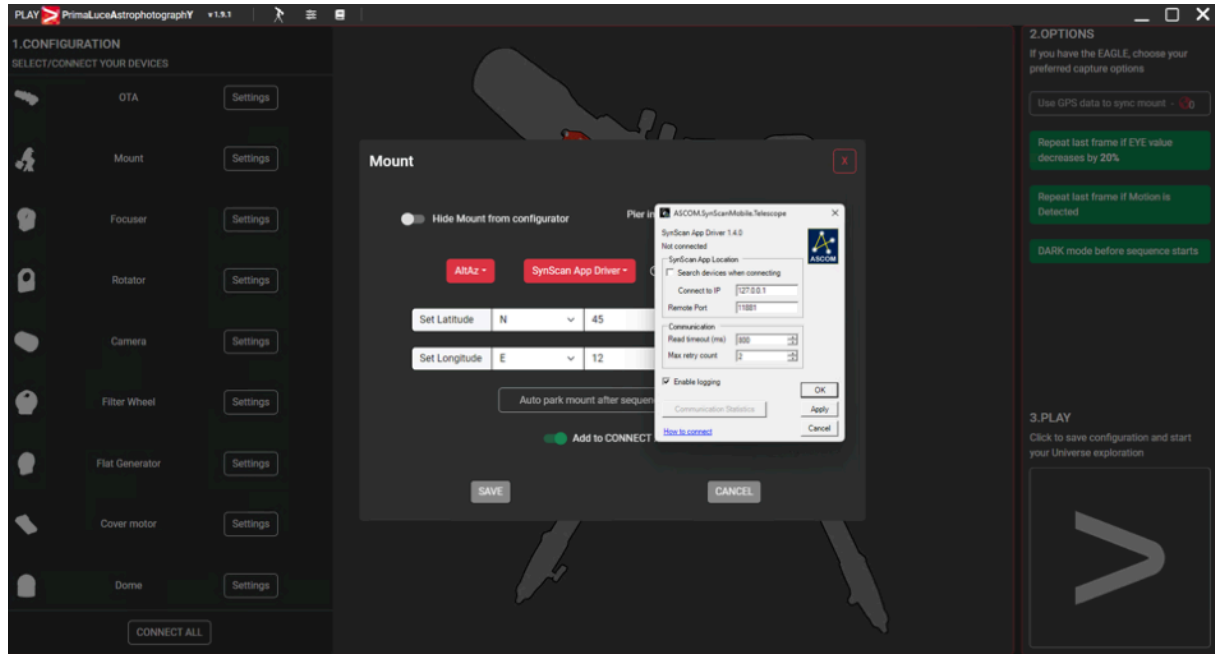 PLAY PrimaLuceAstrophotographY v1.9.1
1.CONFIGURATION
SELECT/CONNECT YOUR DEVICES
OTA Settings
Mount Settings
Focuser Settings
Rotator Settings
Camera Settings
Filter Wheel Settings
Flat Generator Settings
Cover motor Settings
Dome Settings
CONNECT ALL
Mount X
Hide Mount from configurator Pier in
AltAz SynScan App Driver
Set Latitude N 45
Set Longitude E 12
Auto park mount after sequen
Add to CONNECT
SAVE CANCEL
ASCOM.SynScanMobile.Telescope
SynScan App Driver 1.4.0
Not connected
ASCOM
SynScan App Location
Search devices when connecting
Connect to IP 127.0.0.1
Remote Port 11881
Communication
Read timeout (ms) 800
Max retry count 2
Enable logging
OK
Communication Statistics Apply
How to connect Cancel
2.OPTIONS
If you have the EAGLE, choose your
preferred capture options
Use GPS data to sync mount - 0
Repeat last frame if EYE value
decreases by 20%
Repeat last frame if Motion is
Detected
DARK mode before sequence starts
3.PLAY
Click to save configuration and start
your Universe exploration